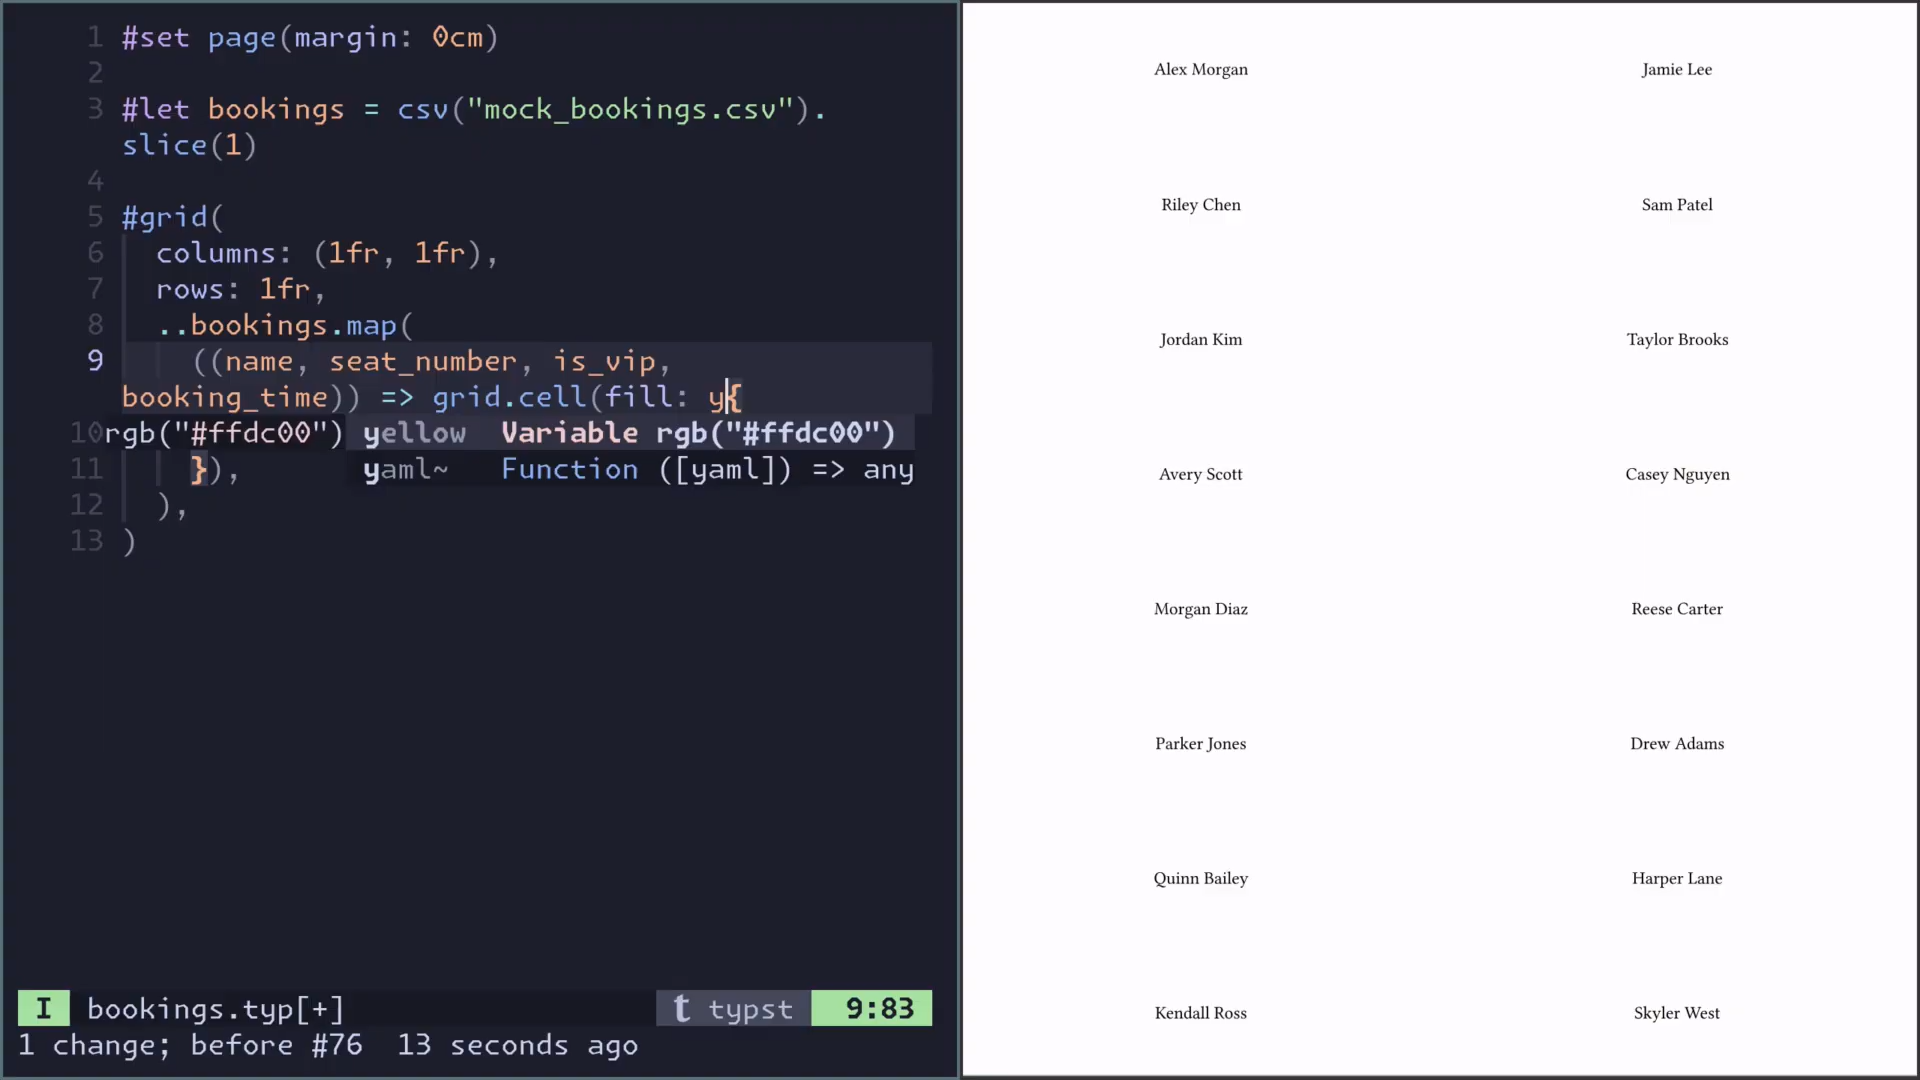 1 #set page(margin: 0cm)
2
3 #let bookings = csv("mock_bookings.csv").
slice(1)
4
5 #grid(
6 columns: (1fr, 1fr),
7 rows: 1fr,
8 ..bookings.map(
9 ((name, seat_number, is_vip,
booking_time)) => grid.cell(fill: y{
10 rgb("#ffdc00") yellow Variable rgb("#ffdc00")
11 }), yaml~ Function ([yaml]) => any
12 ),
13 )
I bookings.typ[+] t typst 9:83
1 change; before #76 13 seconds ago
Alex Morgan Jamie Lee
Riley Chen Sam Patel
Jordan Kim Taylor Brooks
Avery Scott Casey Nguyen
Morgan Diaz Reese Carter
Parker Jones Drew Adams
Quinn Bailey Harper Lane
Kendall Ross Skyler West